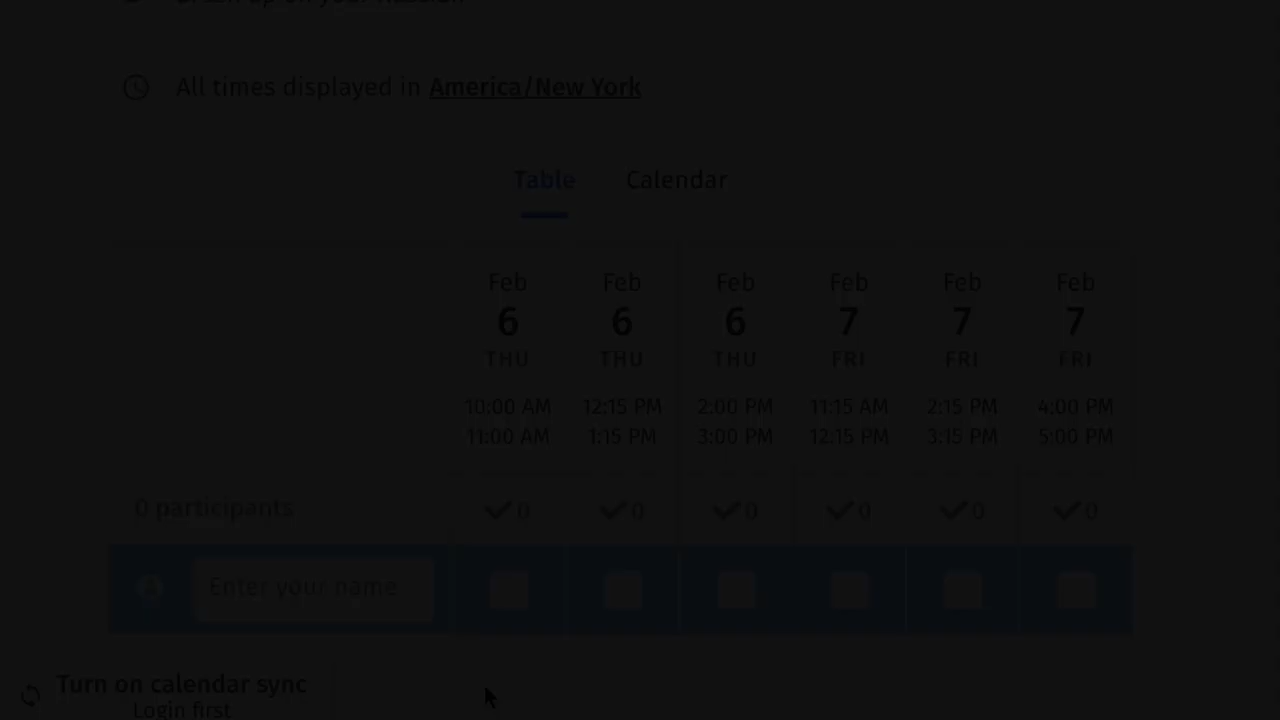 All times displayed in America/New York
Table Calendar
Feb Feb Feb Feb Feb Feb
6 6 6 7 7 7
THU THU THU FRI FRI FRI
10:00 AM 12:15 PM 2:00 PM 11:15 AM 2:15 PM 4:00 PM
11:00 AM 1:15 PM 3:00 PM 12:15 PM 3:15 PM 5:00 PM
0 participants 0 0 0 0 0 0
Enter your name
Turn on calendar sync
Login first